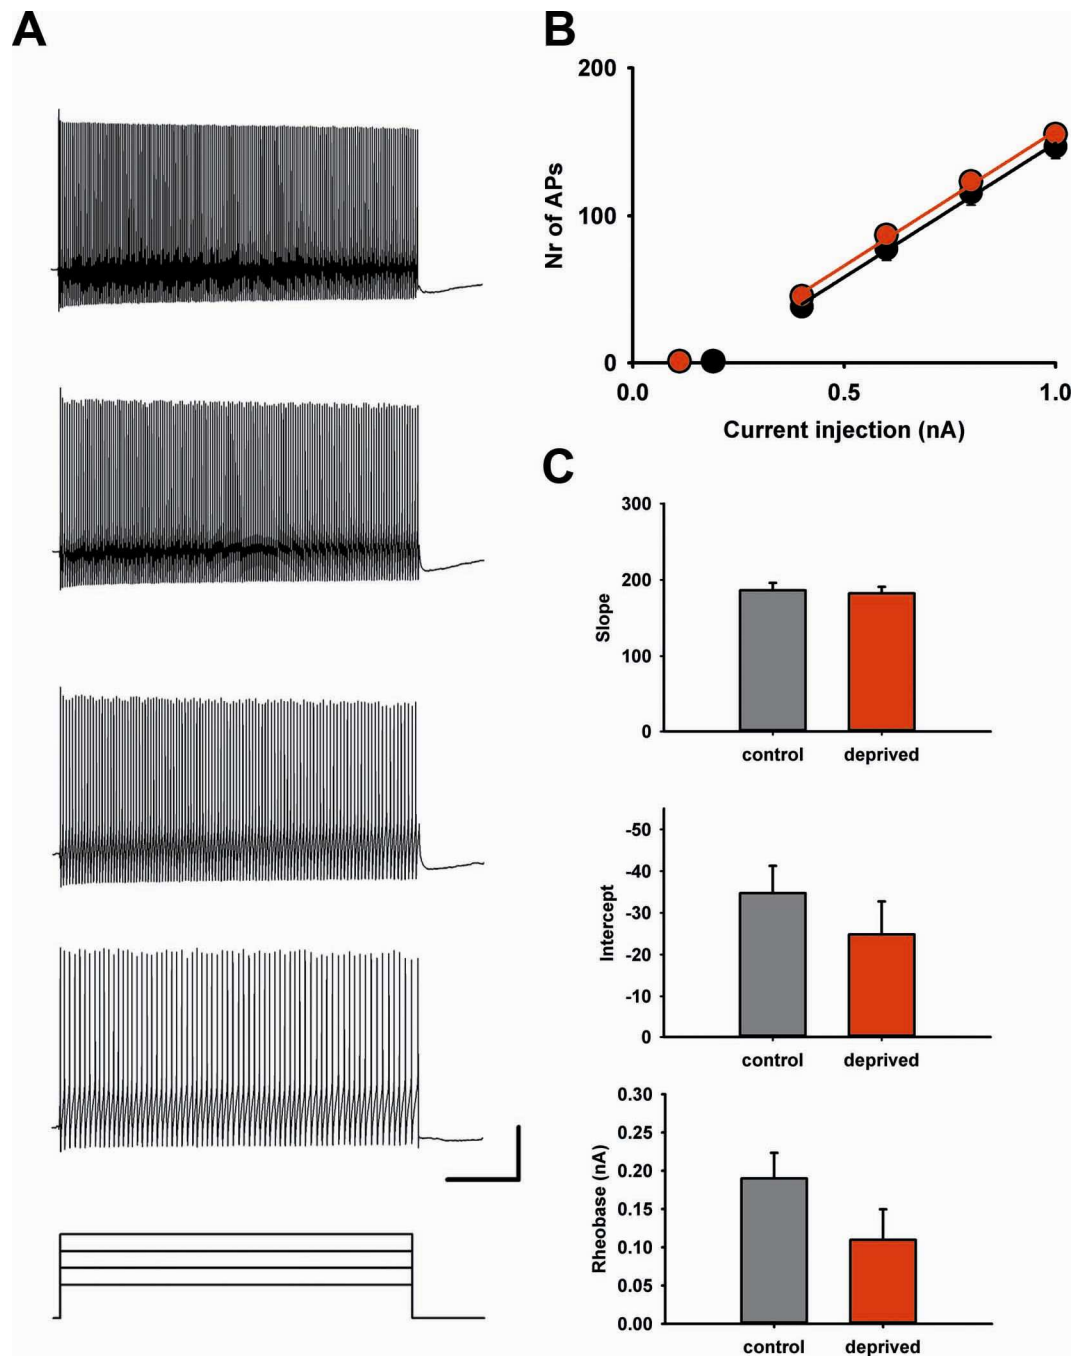 A
B
200
100
0
Nr of APs
0.0 0.5 1.0
Current injection (nA)
C
300
200
100
0
Slope
control deprived
-50
-40
-30
-20
-10
0
Intercept
control deprived
0.30
0.25
0.20
0.15
0.10
0.05
0.00
Rheobase (nA)
control deprived